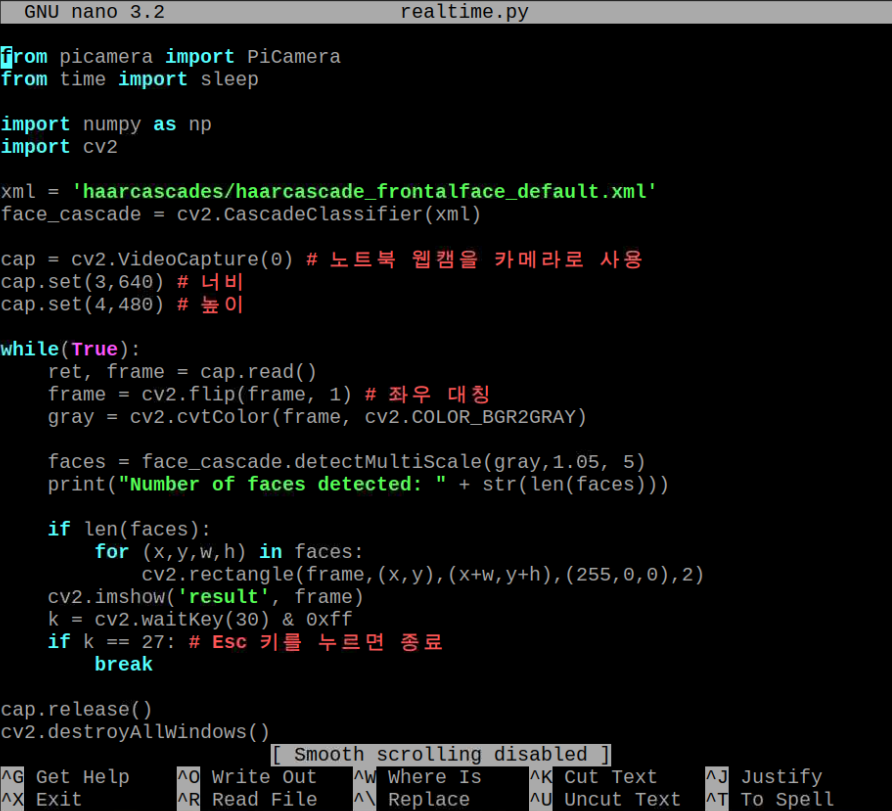 GNU nano 3.2 realtime.py
from picamera import PiCamera
from time import sleep
import numpy as np
import cv2
xml = 'haarcascades/haarcascade_frontalface_default.xml'
face_cascade = cv2.CascadeClassifier(xml)
cap = cv2.VideoCapture(0) # 노트북 웹캠을 카메라로 사용
cap.set(3,640) # 너비
cap.set(4,480) # 높이
while(True):
    ret, frame = cap.read()
    frame = cv2.flip(frame, 1) # 좌우 대칭
    gray = cv2.cvtColor(frame, cv2.COLOR_BGR2GRAY)
    faces = face_cascade.detectMultiScale(gray,1.05, 5)
    print("Number of faces detected: " + str(len(faces)))
    if len(faces):
        for (x,y,w,h) in faces:
            cv2.rectangle(frame,(x,y),(x+w,y+h),(255,0,0),2)
    cv2.imshow('result', frame)
    k = cv2.waitKey(30) & 0xff
    if k == 27: # Esc 키를 누르면 종료
        break
cap.release()
cv2.destroyAllWindows()
[ Smooth scrolling disabled ]
^G Get Help ^O Write Out ^W Where Is ^K Cut Text ^J Justify
^X Exit ^R Read File ^\ Replace ^U Uncut Text ^T To Spell